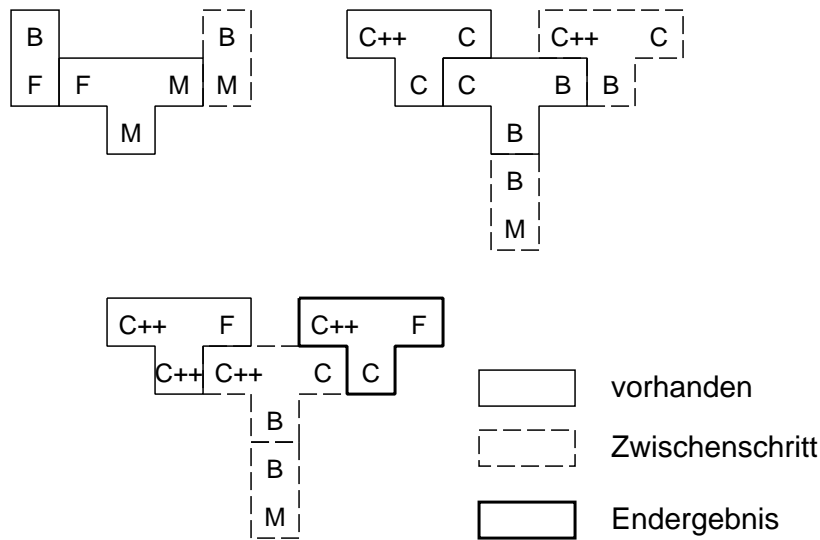 B B
F F M M
M
C++ C C++ C
C C B B
B
B
M
C++ F C++ F
C++ C++ C C
B
B
M
vorhanden
Zwischenschritt
Endergebnis